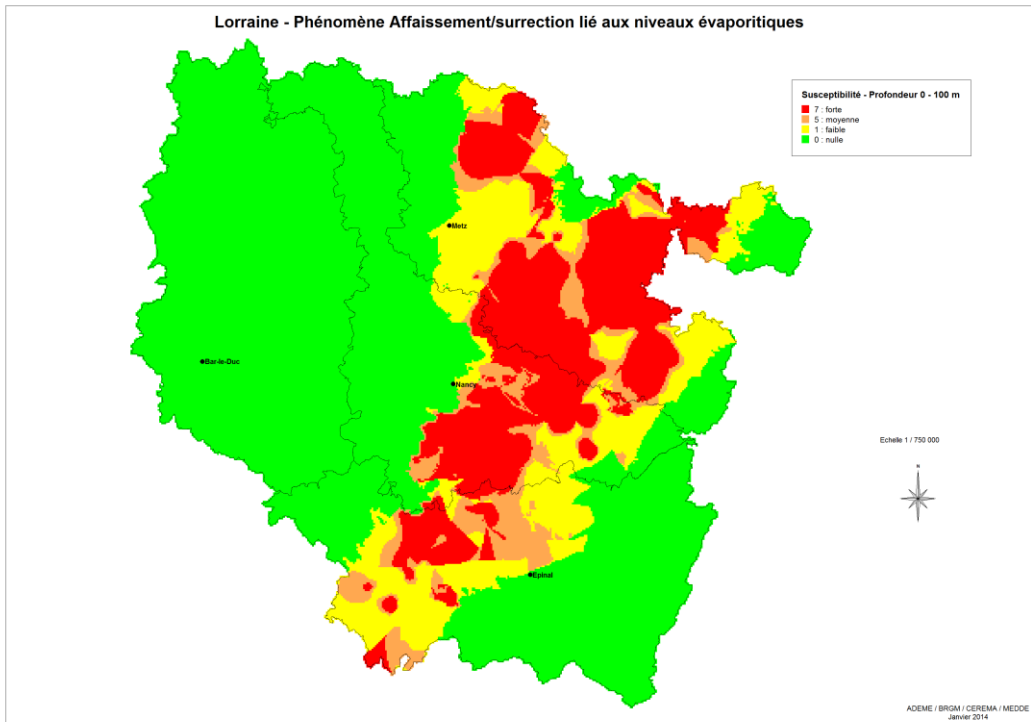 Lorraine - Phénomène Affaissement/surrection lié aux niveaux évaporitiques
Susceptibilité - Profondeur 0 - 100 m
7 : forte
5 : moyenne
1 : faible
0 : nulle
Metz
Bar-le-Duc
Nancy
Echelle 1 / 750 000
N
Epinal
ADEME / BRGM / CEREMA / MEDDE
Janvier 2014